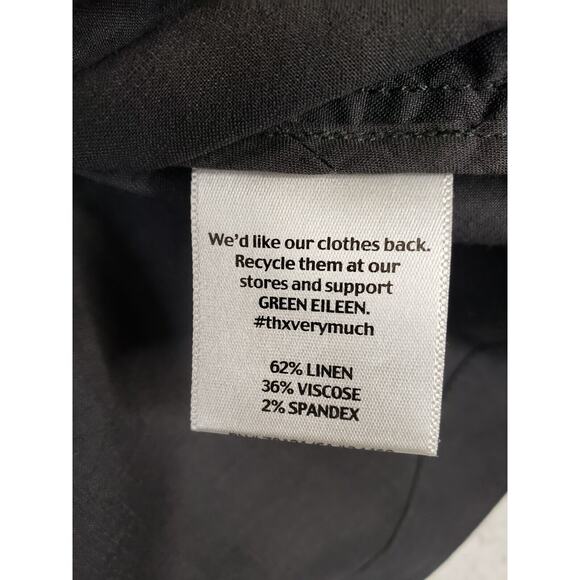 We'd like our clothes back.
Recycle them at our
stores and support
GREEN EILEEN.
#thxverymuch
62% LINEN
36% VISCOSE
2% SPANDEX